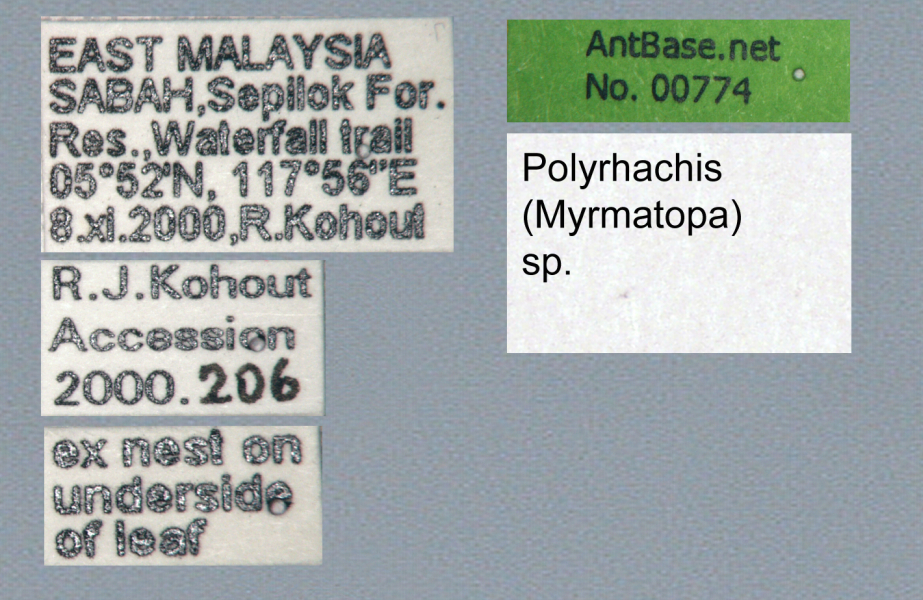 EAST MALAYSIA
SABAH,Sepilok For.
Res.,Waterfall trail
05°52'N, 117°56"E
8.xi.2000,R.Kohout
R.J.Kohout
Accession
2000.206
ex nest on
underside
of leaf
AntBase.net
No. 00774
Polyrhachis
(Myrmatopa)
sp.